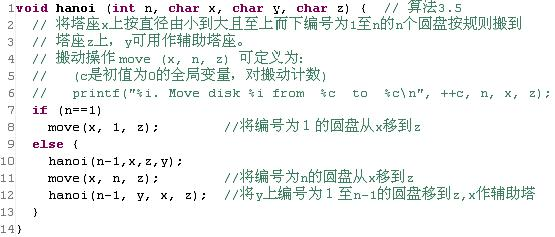 1void hanoi (int n, char x, char y, char z) {  // 算法3.5
2  // 将塔座x上按直径由小到大且至上而下编号为1至n的n个圆盘按规则搬到
3  // 塔座z上，y可用作辅助塔座。
4  // 搬动操作 move (x, n, z) 可定义为：
5  //   (c是初值为0的全局变量，对搬动计数)
6  //   printf("%i. Move disk %i from  %c  to  %c\n", ++c, n, x, z);
7  if (n==1)
8    move(x, 1, z);        //将编号为１的圆盘从x移到z
9  else {
10    hanoi(n-1,x,z,y);
11    move(x, n, z);        //将编号为n的圆盘从x移到z
12    hanoi(n-1, y, x, z);  //将y上编号为１至n-1的圆盘移到z,x作辅助塔
13  }
14}